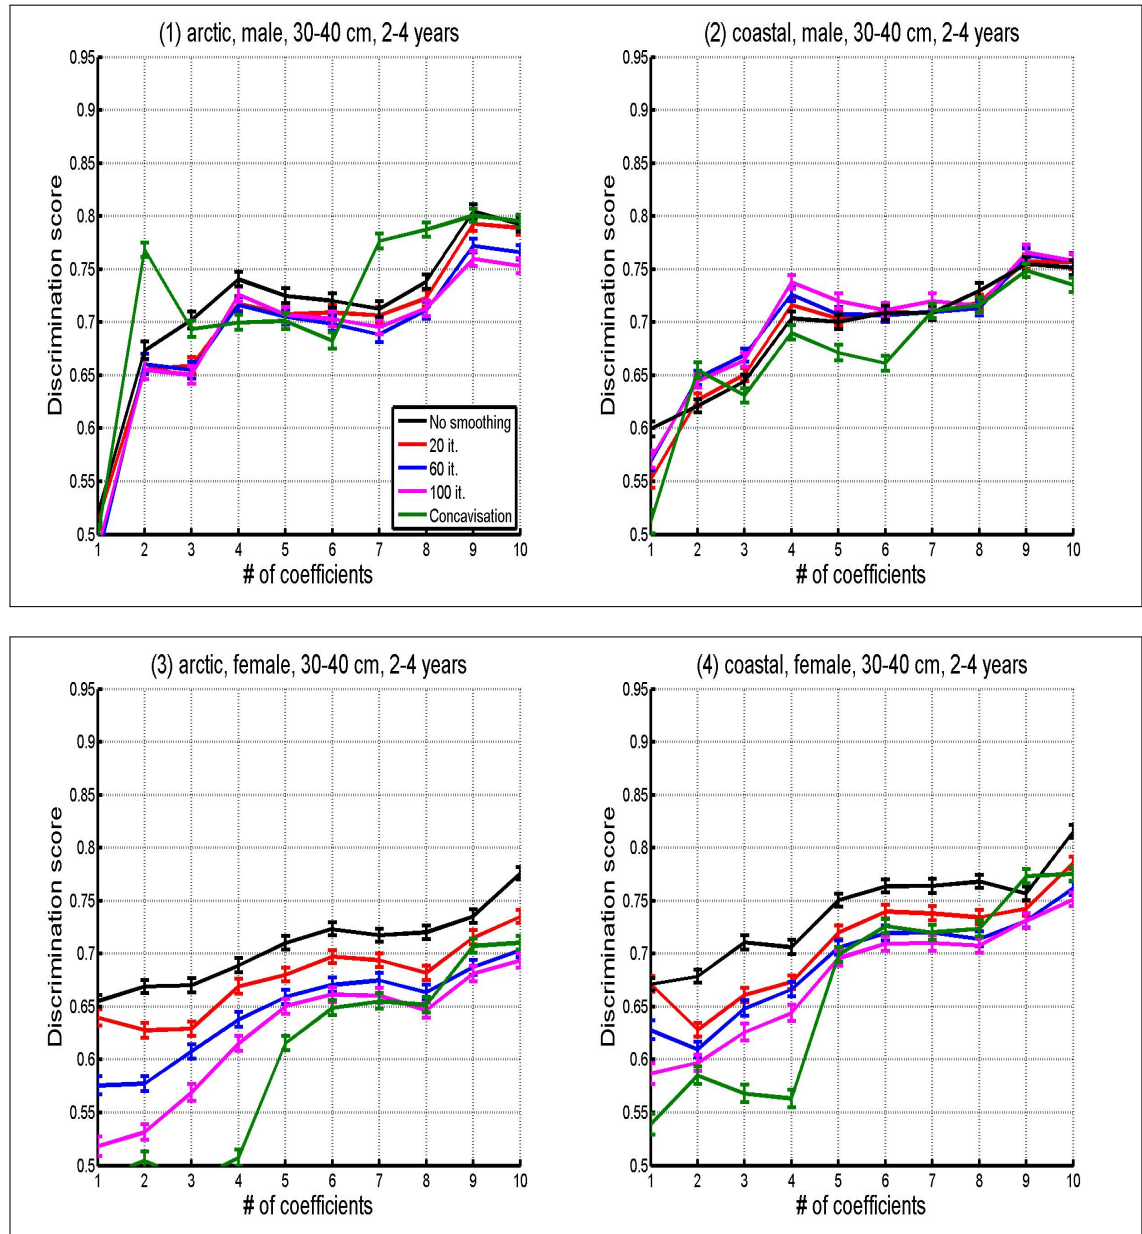 (1) arctic, male, 30-40 cm, 2-4 years
0.95
0.9
0.85
0.8
0.75
0.7
0.65
0.6
0.55
0.5
Discrimination score
No smoothing
20 it.
60 it.
100 it.
Concavisation
1 2 3 4 5 6 7 8 9 10
# of coefficients
(2) coastal, male, 30-40 cm, 2-4 years
0.95
0.9
0.85
0.8
0.75
0.7
0.65
0.6
0.55
0.5
Discrimination score
1 2 3 4 5 6 7 8 9 10
# of coefficients
(3) arctic, female, 30-40 cm, 2-4 years
0.95
0.9
0.85
0.8
0.75
0.7
0.65
0.6
0.55
0.5
Discrimination score
1 2 3 4 5 6 7 8 9 10
# of coefficients
(4) coastal, female, 30-40 cm, 2-4 years
0.95
0.9
0.85
0.8
0.75
0.7
0.65
0.6
0.55
0.5
Discrimination score
1 2 3 4 5 6 7 8 9 10
# of coefficients